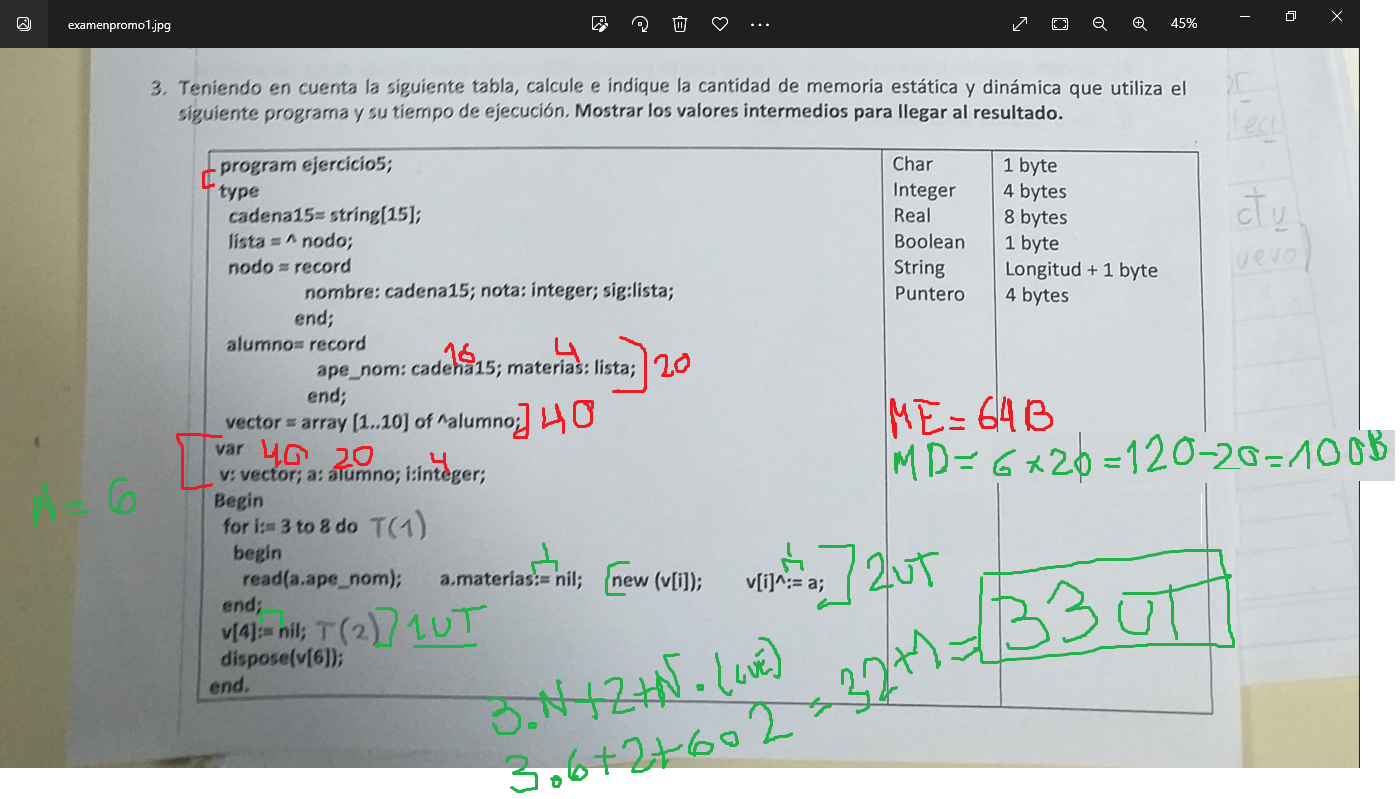 examenpromo1.jpg
45%
3. Teniendo en cuenta la siguiente tabla, calcule e indique la cantidad de memoria estática y dinámica que utiliza el
siguiente programa y su tiempo de ejecución. Mostrar los valores intermedios para llegar al resultado.
program ejercicio5;
type
cadena15= string[15];
lista = ^ nodo;
nodo = record
nombre: cadena15; nota: integer; sig:lista;
end;
alumno= record
16 4
ape_nom: cadena15; materias: lista; 20
end;
vector = array [1..10] of ^alumno; 40
var 40 20 4
v: vector; a: alumno; i:integer;
Begin
for i:= 3 to 8 do T(1)
begin
1 1
read(a.ape_nom); a.materias:= nil; new (v[i]); v[i]^:= a; 2UT
end;
v[4]:= nil; T(2) 1UT
dispose(v[6]);
end.
Char 1 byte
Integer 4 bytes
Real 8 bytes
Boolean 1 byte
String Longitud + 1 byte
Puntero 4 bytes
ME = 64B
MD = 6x20 = 120-20 = 100B
N = 6
3.N+2+N.
3.6+2+6.2 = 32+1 = 33UT